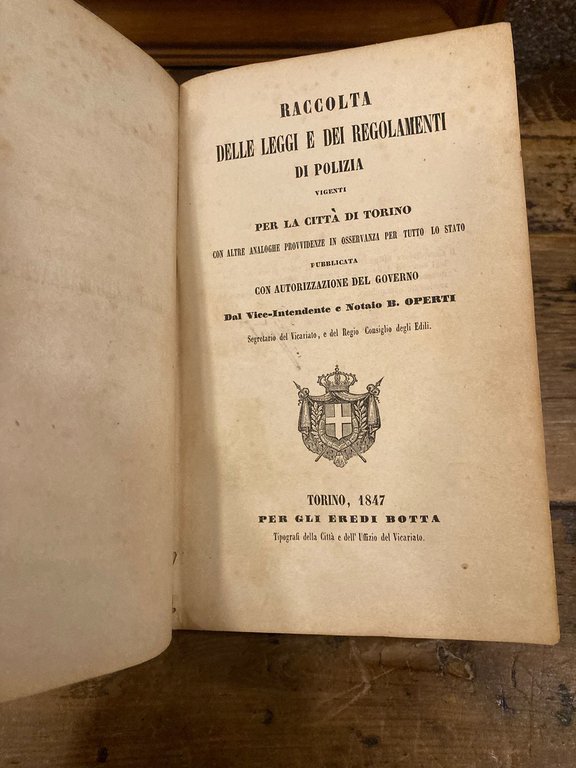 RACCOLTA
DELLE LEGGI E DEI REGOLAMENTI
DI POLIZIA
VIGENTI
PER LA CITTÀ DI TORINO
CON ALTRE ANALOGHE PROVVIDENZE IN OSSERVANZA PER TUTTO LO STATO
PUBBLICATA
CON AUTORIZZAZIONE DEL GOVERNO
Dal Vice-Intendente e Notaio B. OPERTI
Segretario del Vicariato, e del Regio Consiglio degli Edili.
TORINO, 1847
PER GLI EREDI BOTTA
Tipografi della Città e dell' Uffizio del Vicariato.